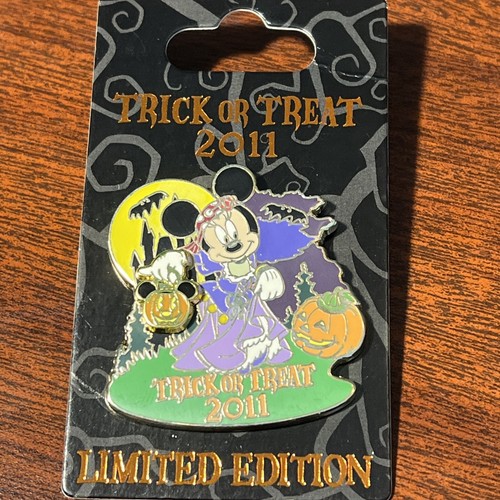 TRICK OR TREAT
2011
TRICK OR TREAT
2011
LIMITED EDITION